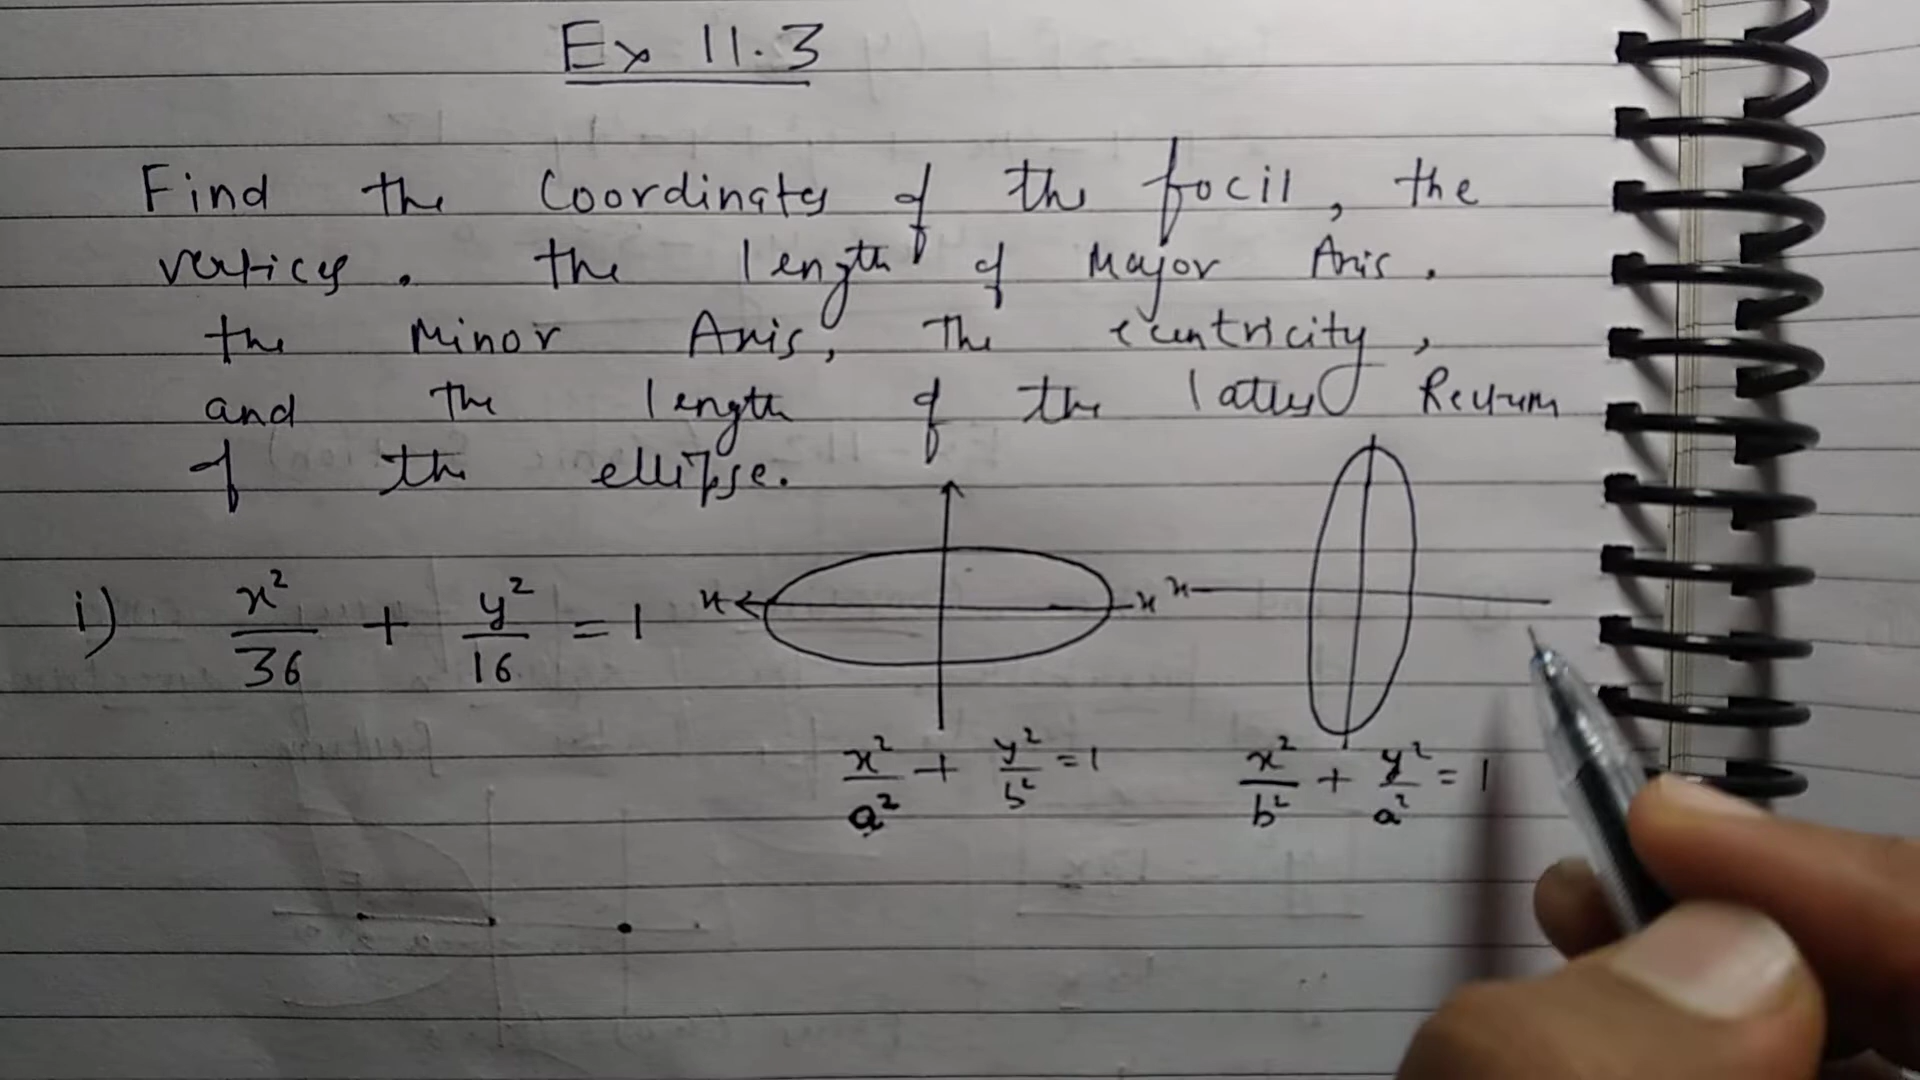 Ex 11.3
Find the Coordinates of the focii, the
vertices. the length of Major Axis.
the Minor Axis, The eccentricity,
and The length of the latus Rectum
of the ellipse.
i) x²/36 + y²/16 = 1
x x x
x²/a² + y²/b² = 1 x²/b² + y²/a² = 1